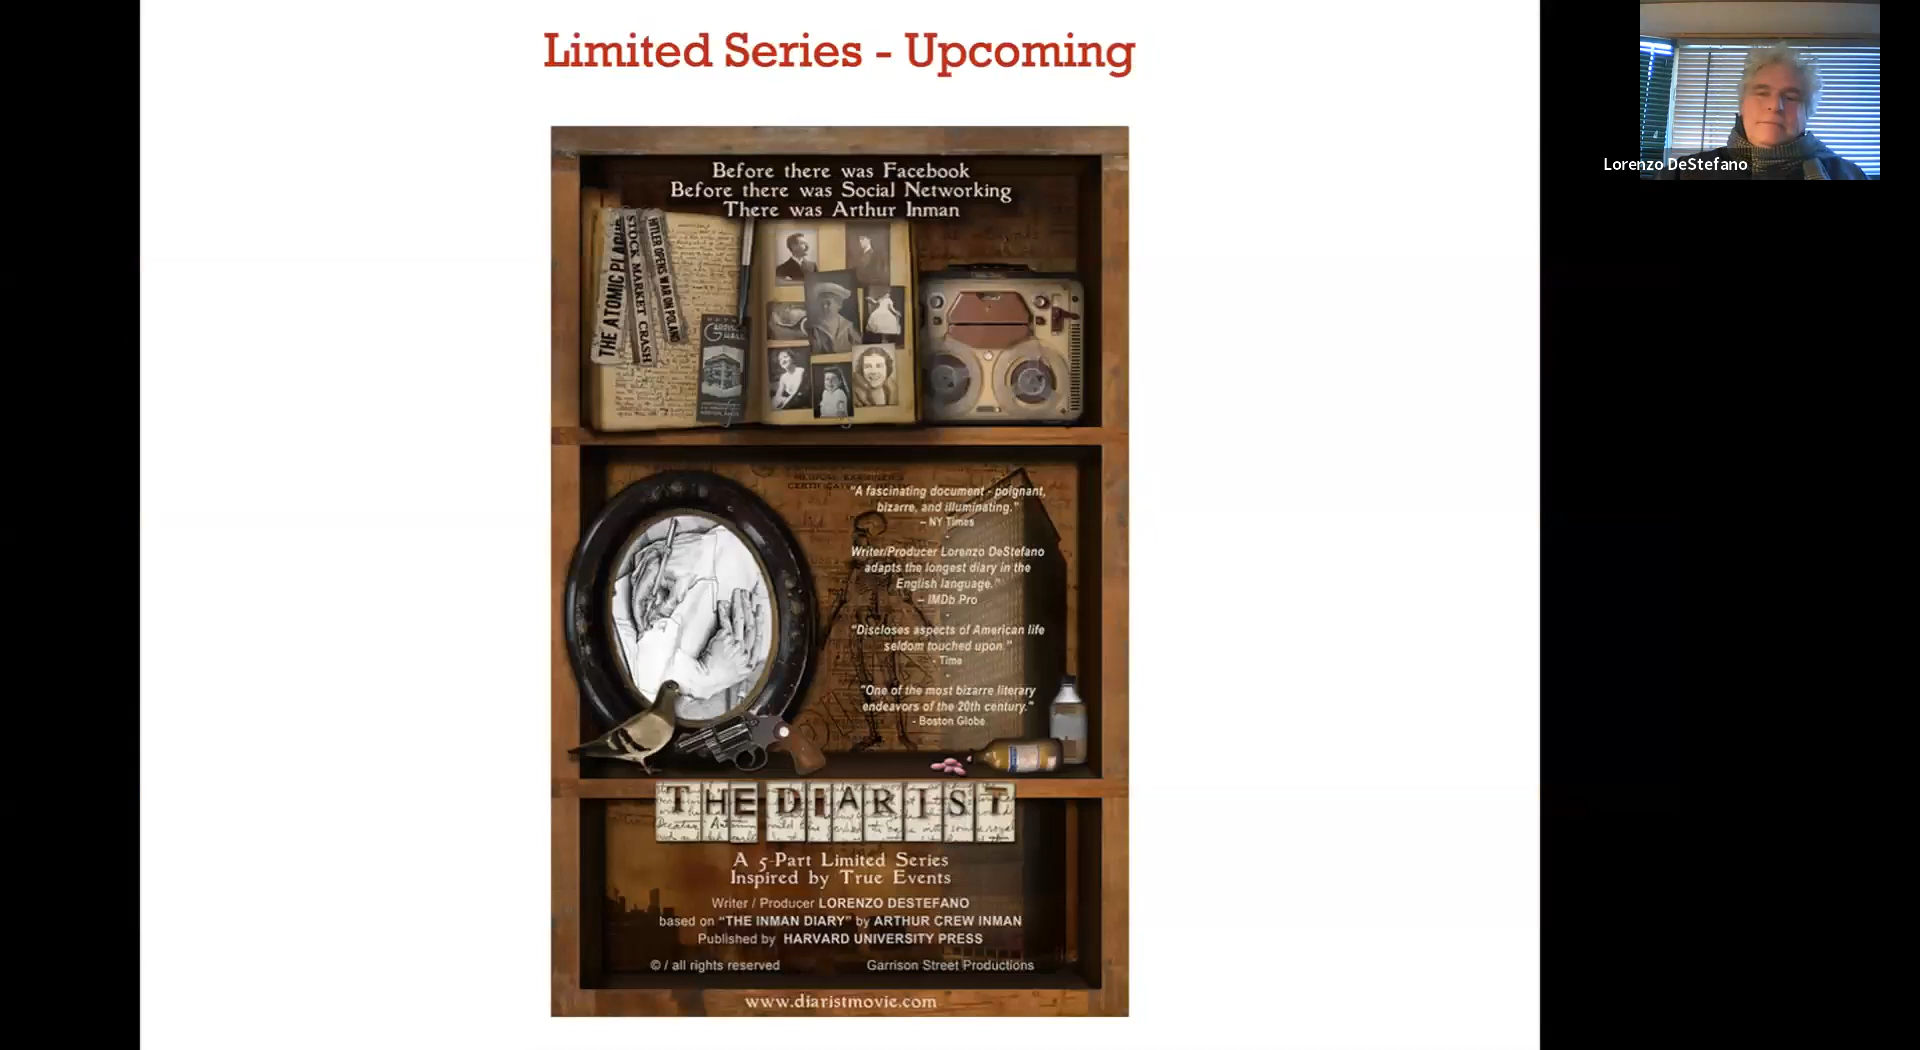 Limited Series - Upcoming
Lorenzo DeStefano
Before there was Facebook
Before there was Social Networking
There was Arthur Inman
THE ATOMIC PLAGUE
STOCK MARKET CRASH
HITLER OPENS WAR ON POLAND
"A fascinating document - poignant,
bizarre, and illuminating."
– NY Times
-
Writer/Producer Lorenzo DeStefano
adapts the longest diary in the
English language."
– IMDb Pro
-
"Discloses aspects of American life
seldom touched upon."
- Time
-
"One of the most bizarre literary
endeavors of the 20th century."
- Boston Globe
THE DIARIST
A 5-Part Limited Series
Inspired by True Events
Writer / Producer LORENZO DESTEFANO
based on "THE INMAN DIARY" by ARTHUR CREW INMAN
Published by HARVARD UNIVERSITY PRESS
© / all rights reserved Garrison Street Productions
www.diaristmovie.com